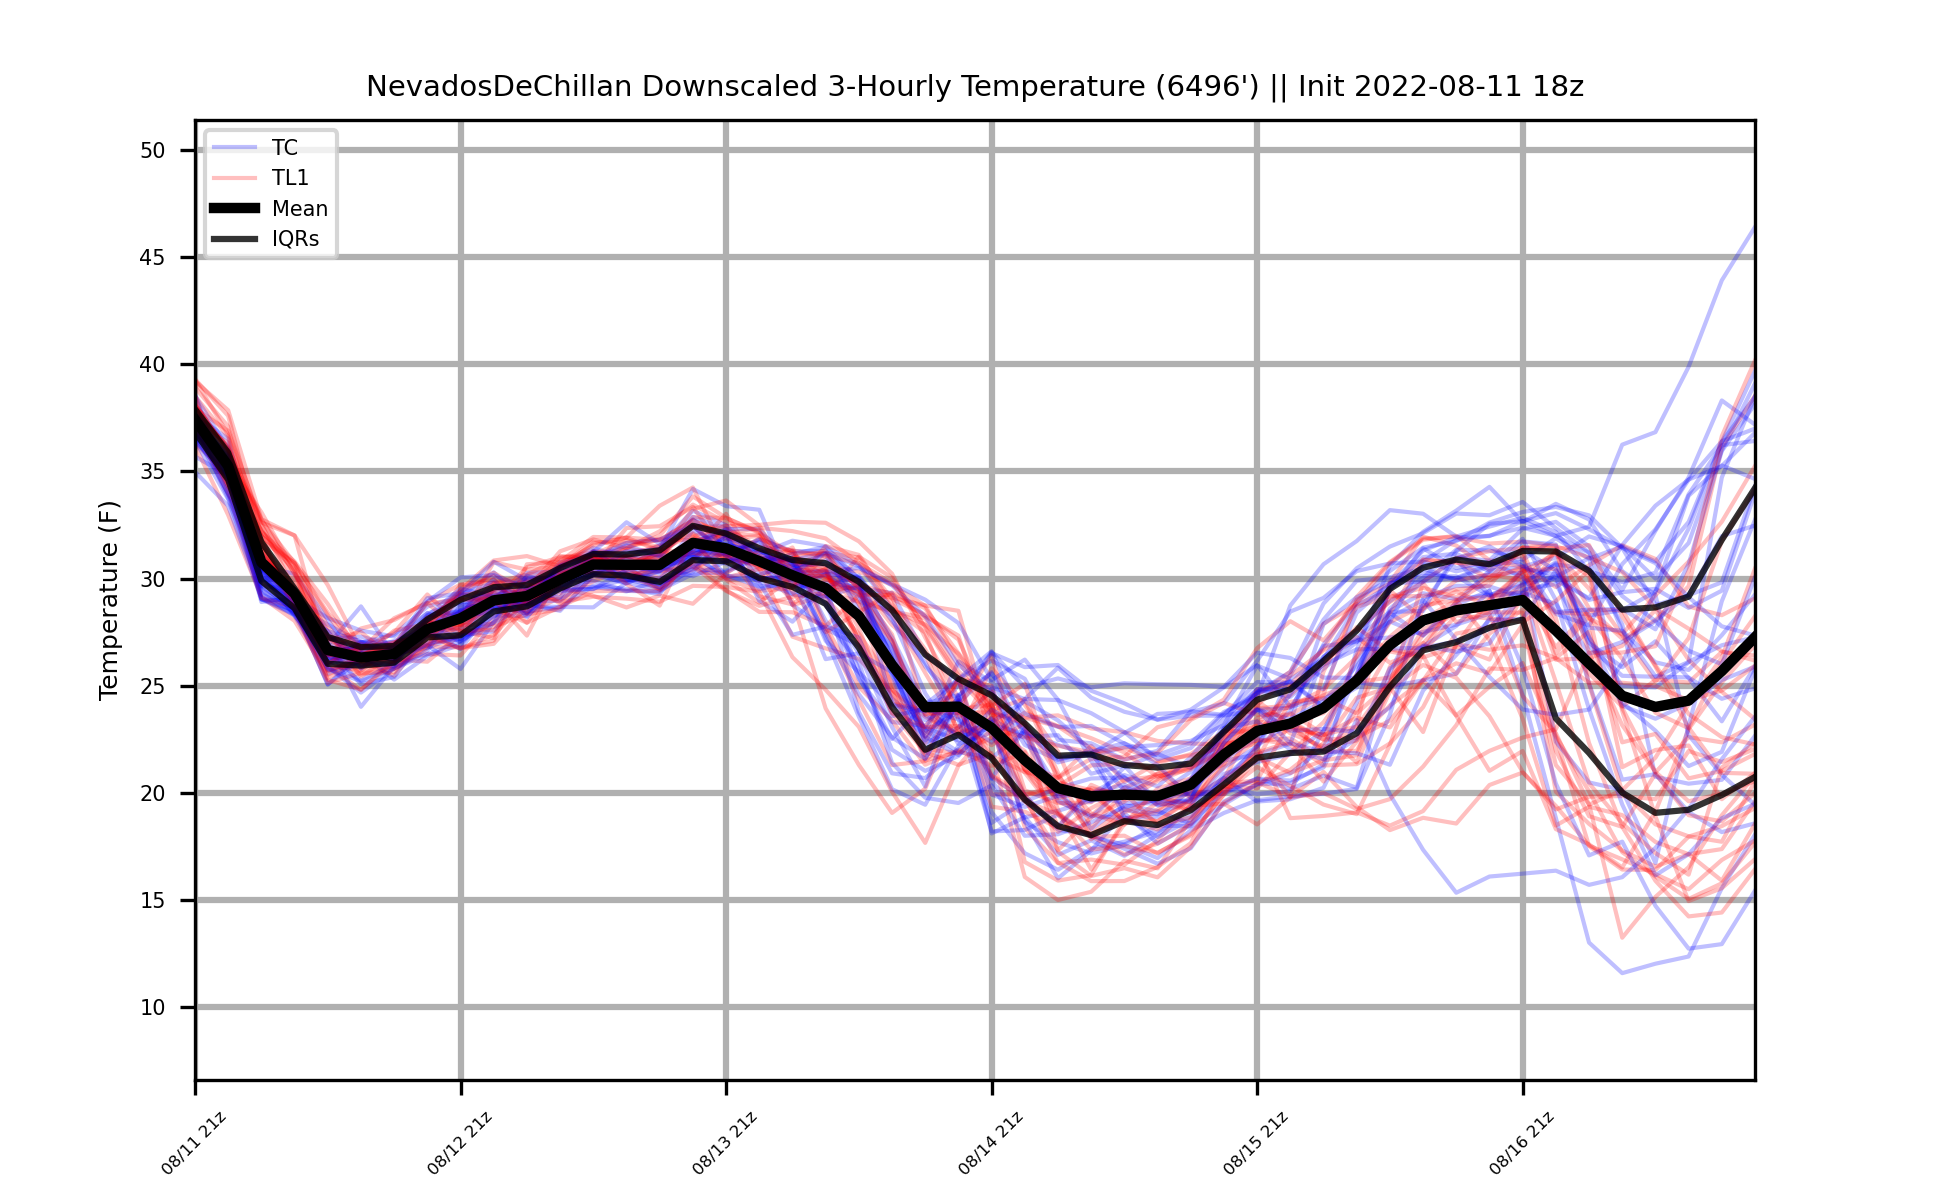 NevadosDeChillan Downscaled 3-Hourly Temperature (6496') || Init 2022-08-11 18z
TC
TL1
Mean
IQRs
Temperature (F)
50
45
40
35
30
25
20
15
10
08/11 21z
08/12 21z
08/13 21z
08/14 21z
08/15 21z
08/16 21z